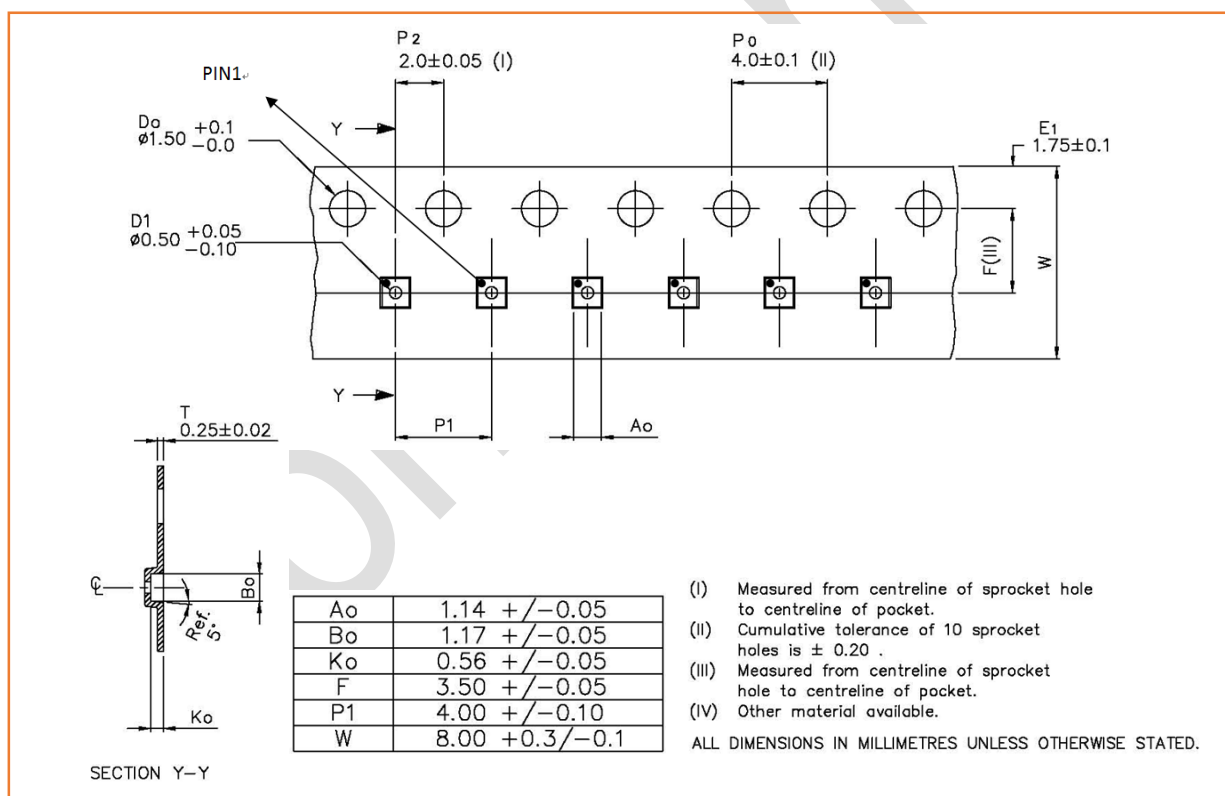 P2
2.0±0.05 (I)
Po
4.0±0.1 (II)
PIN1
Do
ø1.50 +0.1
-0.0
Y
E1
1.75±0.1
D1
ø0.50 +0.05
-0.10
F(III)
W
Y
P1
Ao
T
0.25±0.02
℄
Bo
Ref.
5°
Ko
SECTION Y-Y
Ao 1.14 +/-0.05
Bo 1.17 +/-0.05
Ko 0.56 +/-0.05
F 3.50 +/-0.05
P1 4.00 +/-0.10
W 8.00 +0.3/-0.1
(I) Measured from centreline of sprocket hole
to centreline of pocket.
(II) Cumulative tolerance of 10 sprocket
holes is ± 0.20 .
(III) Measured from centreline of sprocket
hole to centreline of pocket.
(IV) Other material available.
ALL DIMENSIONS IN MILLIMETRES UNLESS OTHERWISE STATED.